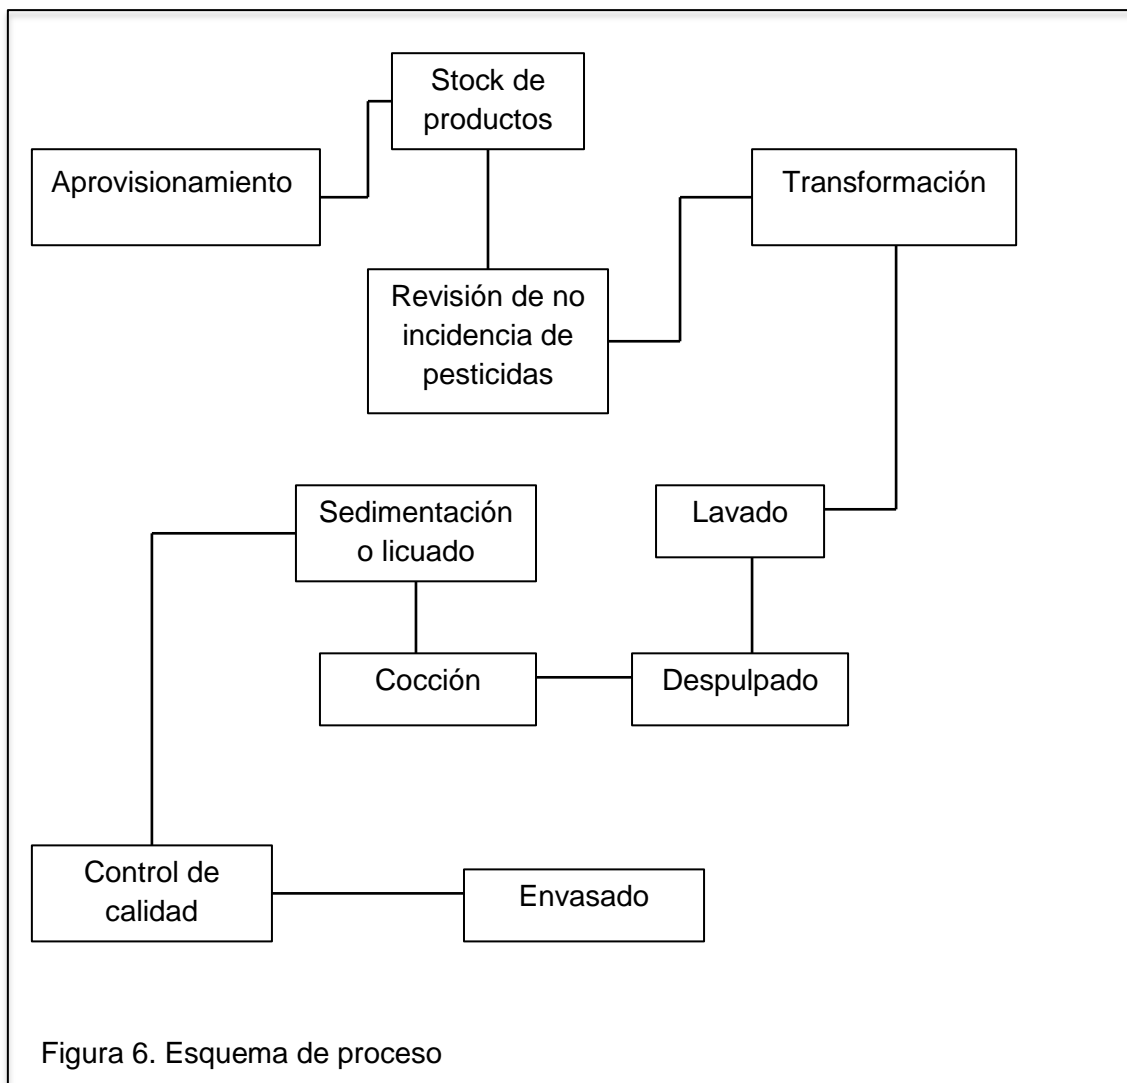 Stock de
productos
Aprovisionamiento
Transformación
Revisión de no
incidencia de
pesticidas
Sedimentación
o licuado
Lavado
Cocción
Despulpado
Control de
calidad
Envasado
Figura 6. Esquema de proceso